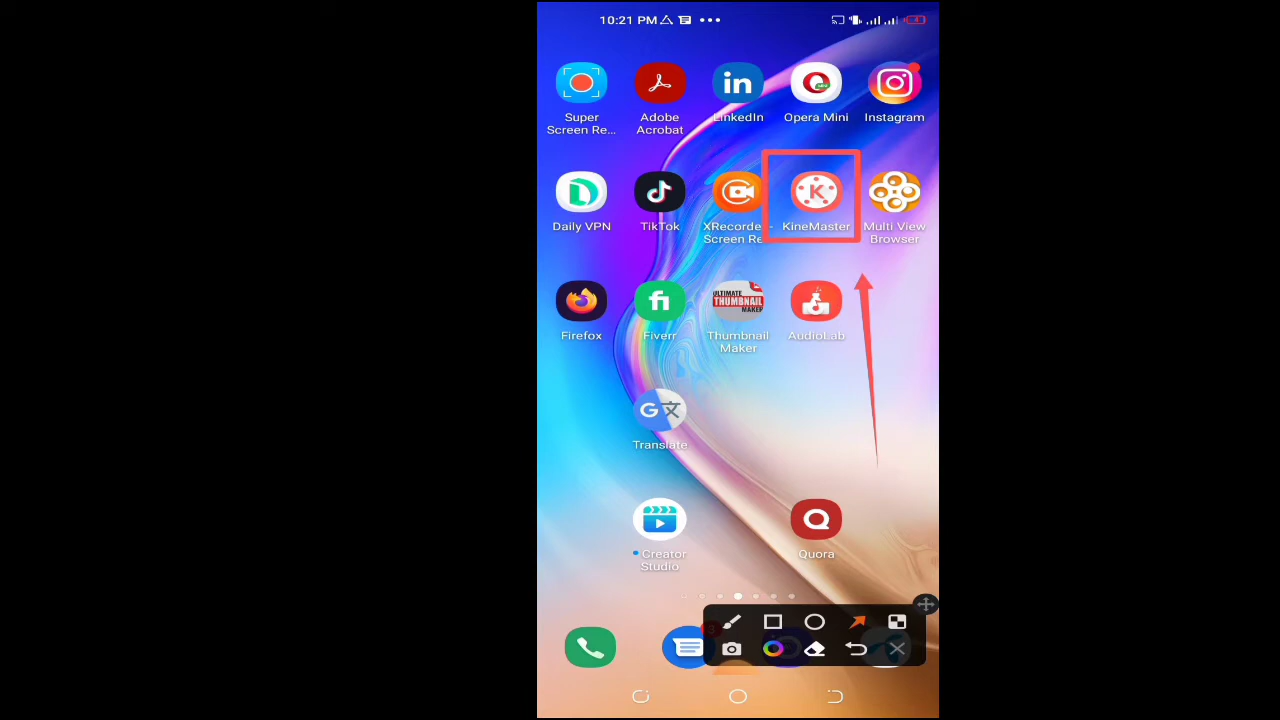 10:21 PM
4
Super
Screen Re...
Adobe
Acrobat
LinkedIn
Opera Mini
Instagram
Daily VPN
TikTok
XRecorder -
Screen Re
KineMaster
Multi View
Browser
Firefox
Fiverr
ULTIMATE
THUMBNAIL
MAKER
Thumbnail
Maker
AudioLab
Translate
Creator
Studio
Quora